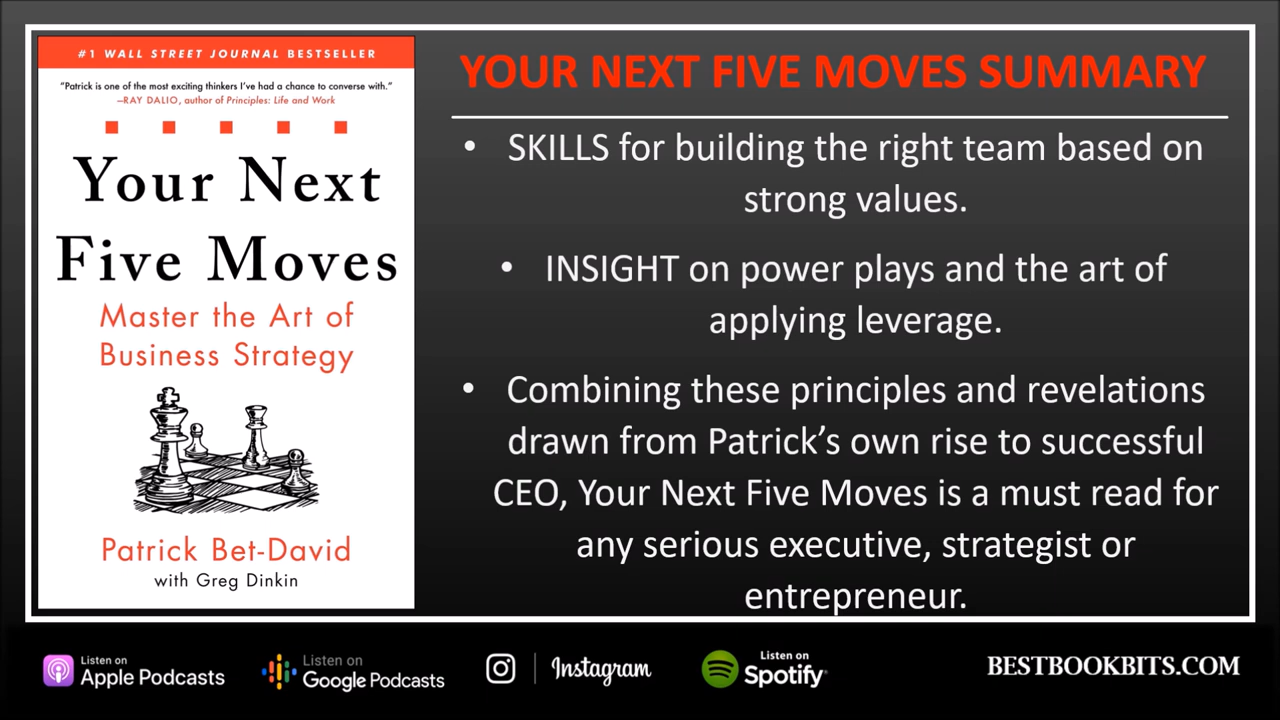 #1 WALL STREET JOURNAL BESTSELLER
"Patrick is one of the most exciting thinkers I've had a chance to converse with."
—RAY DALIO, author of Principles: Life and Work
Your Next
Five Moves
Master the Art of
Business Strategy
Patrick Bet-David
with Greg Dinkin
YOUR NEXT FIVE MOVES SUMMARY
• SKILLS for building the right team based on
strong values.
• INSIGHT on power plays and the art of
applying leverage.
• Combining these principles and revelations
drawn from Patrick's own rise to successful
CEO, Your Next Five Moves is a must read for
any serious executive, strategist or
entrepreneur.
Listen on
Apple Podcasts
Listen on
Google Podcasts
Instagram
Listen on
Spotify
BESTBOOKBITS.COM